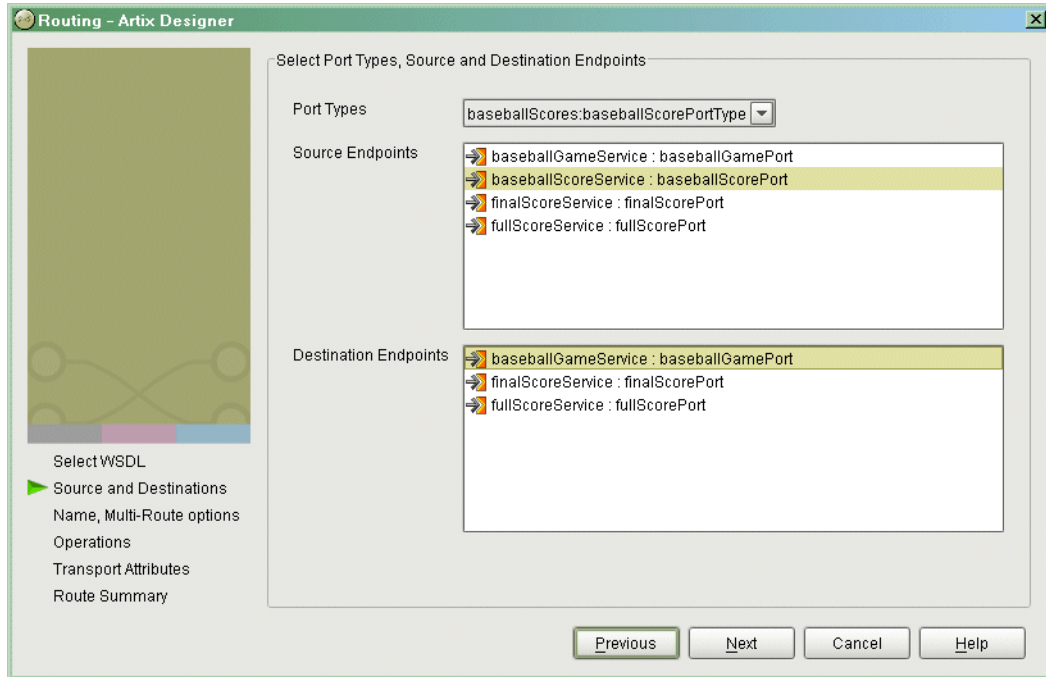 Routing - Artix Designer
Select Port Types, Source and Destination Endpoints
Port Types
baseballScores:baseballScorePortType
Source Endpoints
baseballGameService : baseballGamePort
baseballScoreService : baseballScorePort
finalScoreService : finalScorePort
fullScoreService : fullScorePort
Destination Endpoints
baseballGameService : baseballGamePort
finalScoreService : finalScorePort
fullScoreService : fullScorePort
Select WSDL
Source and Destinations
Name, Multi-Route options
Operations
Transport Attributes
Route Summary
Previous
Next
Cancel
Help